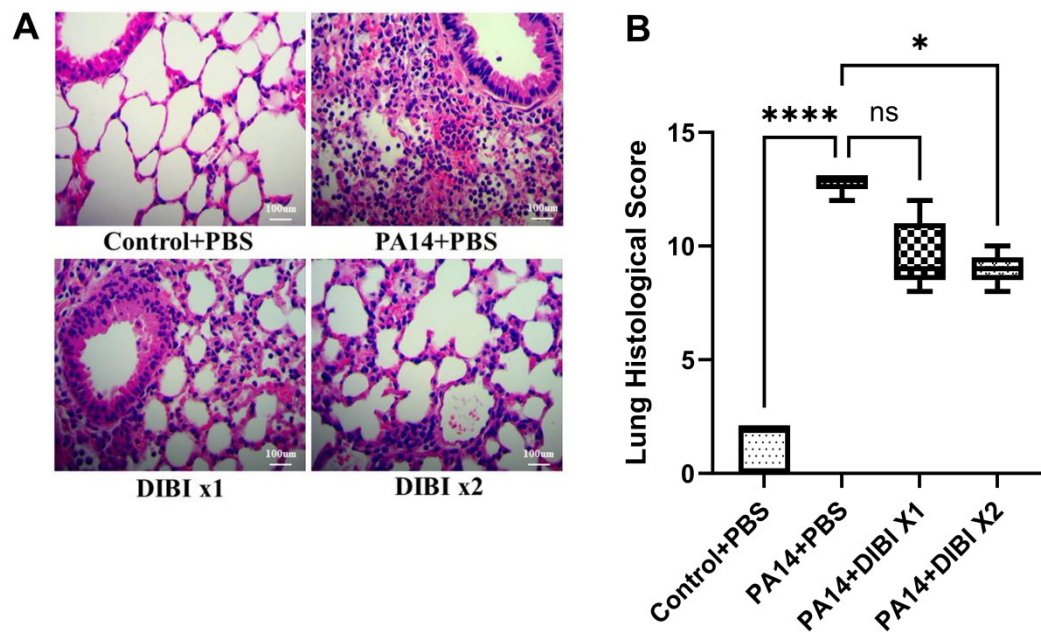 A
100um
100um
Control+PBS
PA14+PBS
100um
100um
DIBI x1
DIBI x2
B
*
**** ns
15
10
5
0
Lung Histological Score
Control+PBS
PA14+PBS
PA14+DIBI X1
PA14+DIBI X2